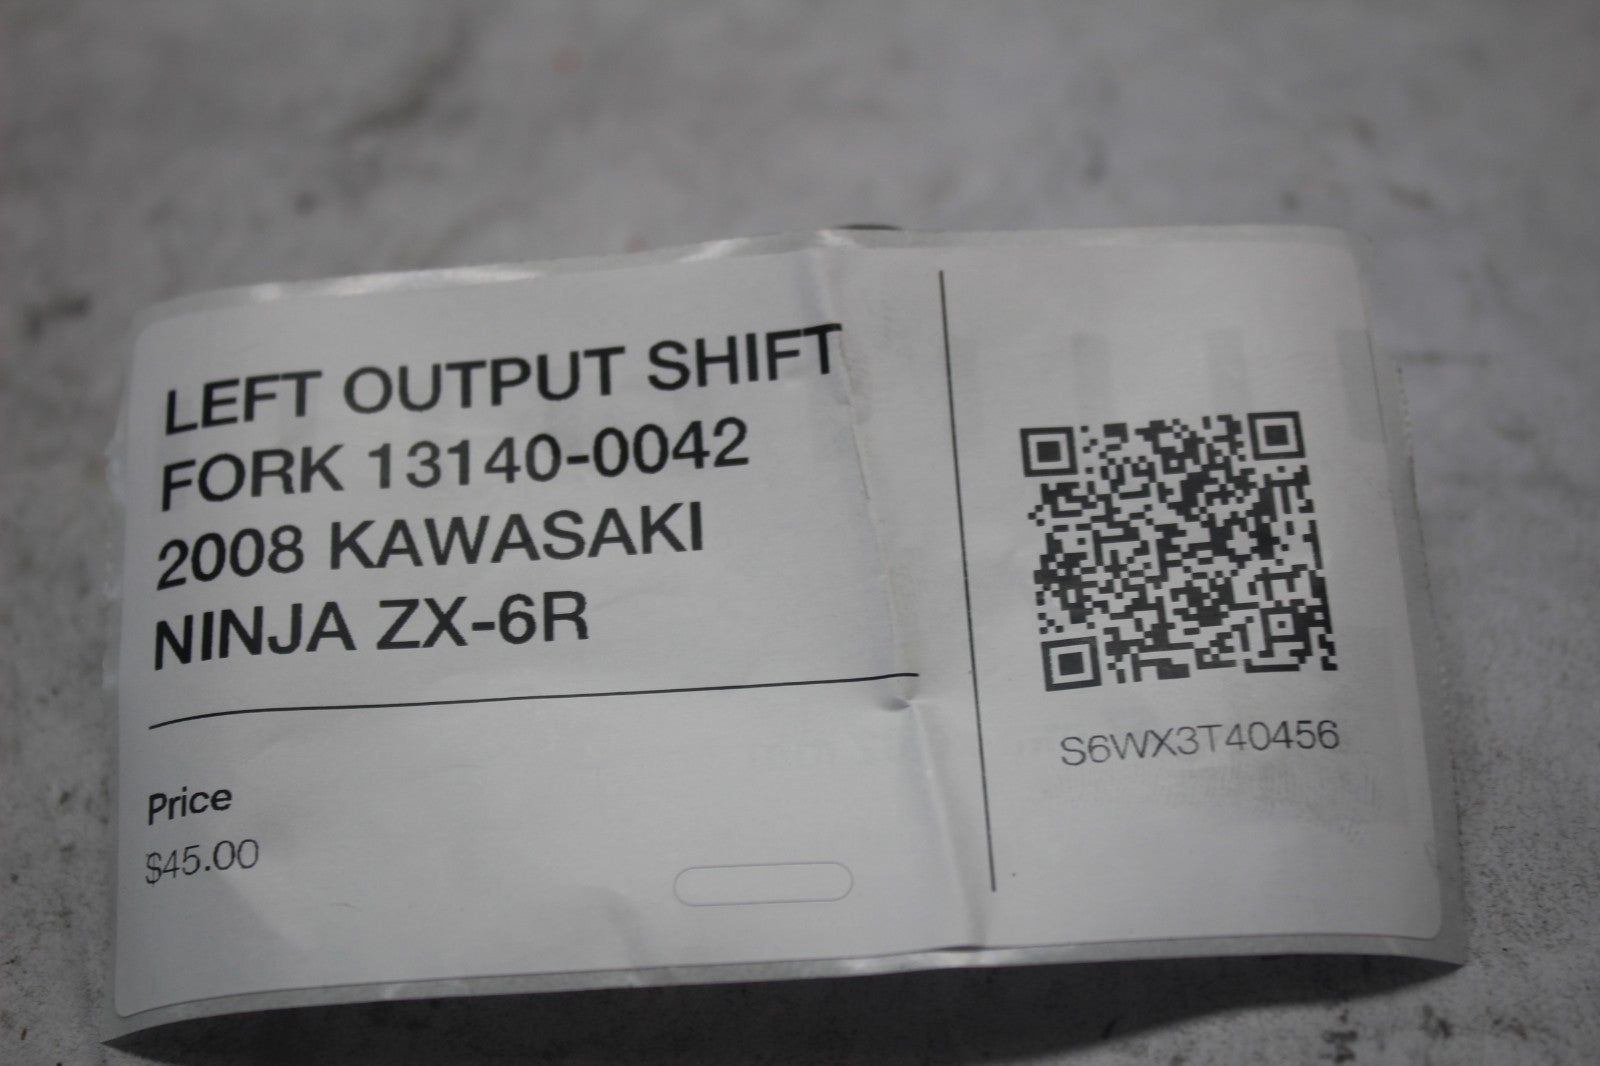 LEFT OUTPUT SHIFT
FORK 13140-0042
2008 KAWASAKI
NINJA ZX-6R
Price
$45.00
S6WX3T40456